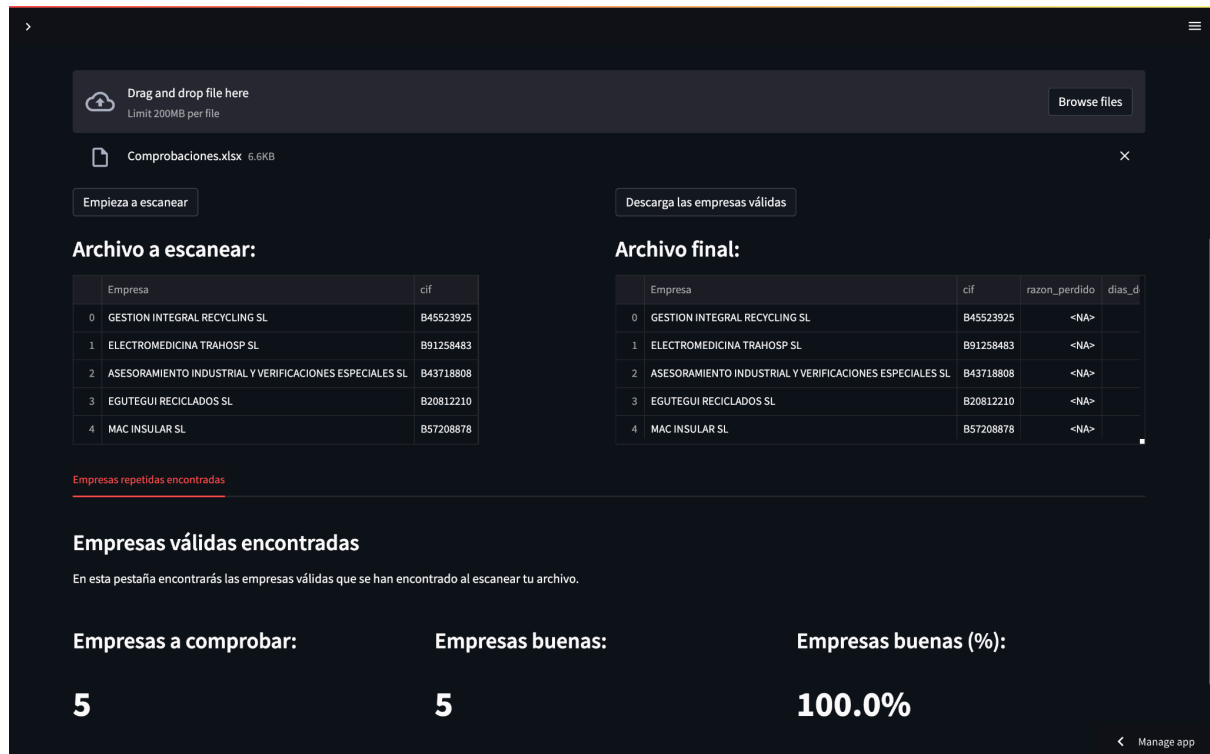 Drag and drop file here
Limit 200MB per file
Browse files
Comprobaciones.xlsx 6.6KB
Empieza a escanear
Descarga las empresas válidas
Archivo a escanear:
Archivo final:
Empresa cif
0 GESTION INTEGRAL RECYCLING SL B45523925
1 ELECTROMEDICINA TRAHOSP SL B91258483
2 ASESORAMIENTO INDUSTRIAL Y VERIFICACIONES ESPECIALES SL B43718808
3 EGUTEGUI RECICLADOS SL B20812210
4 MAC INSULAR SL B57208878
Empresa cif razon_perdido dias_d
0 GESTION INTEGRAL RECYCLING SL B45523925 <NA>
1 ELECTROMEDICINA TRAHOSP SL B91258483 <NA>
2 ASESORAMIENTO INDUSTRIAL Y VERIFICACIONES ESPECIALES SL B43718808 <NA>
3 EGUTEGUI RECICLADOS SL B20812210 <NA>
4 MAC INSULAR SL B57208878 <NA>
Empresas repetidas encontradas
Empresas válidas encontradas
En esta pestaña encontrarás las empresas válidas que se han encontrado al escanear tu archivo.
Empresas a comprobar:
5
Empresas buenas:
5
Empresas buenas (%):
100.0%
Manage app